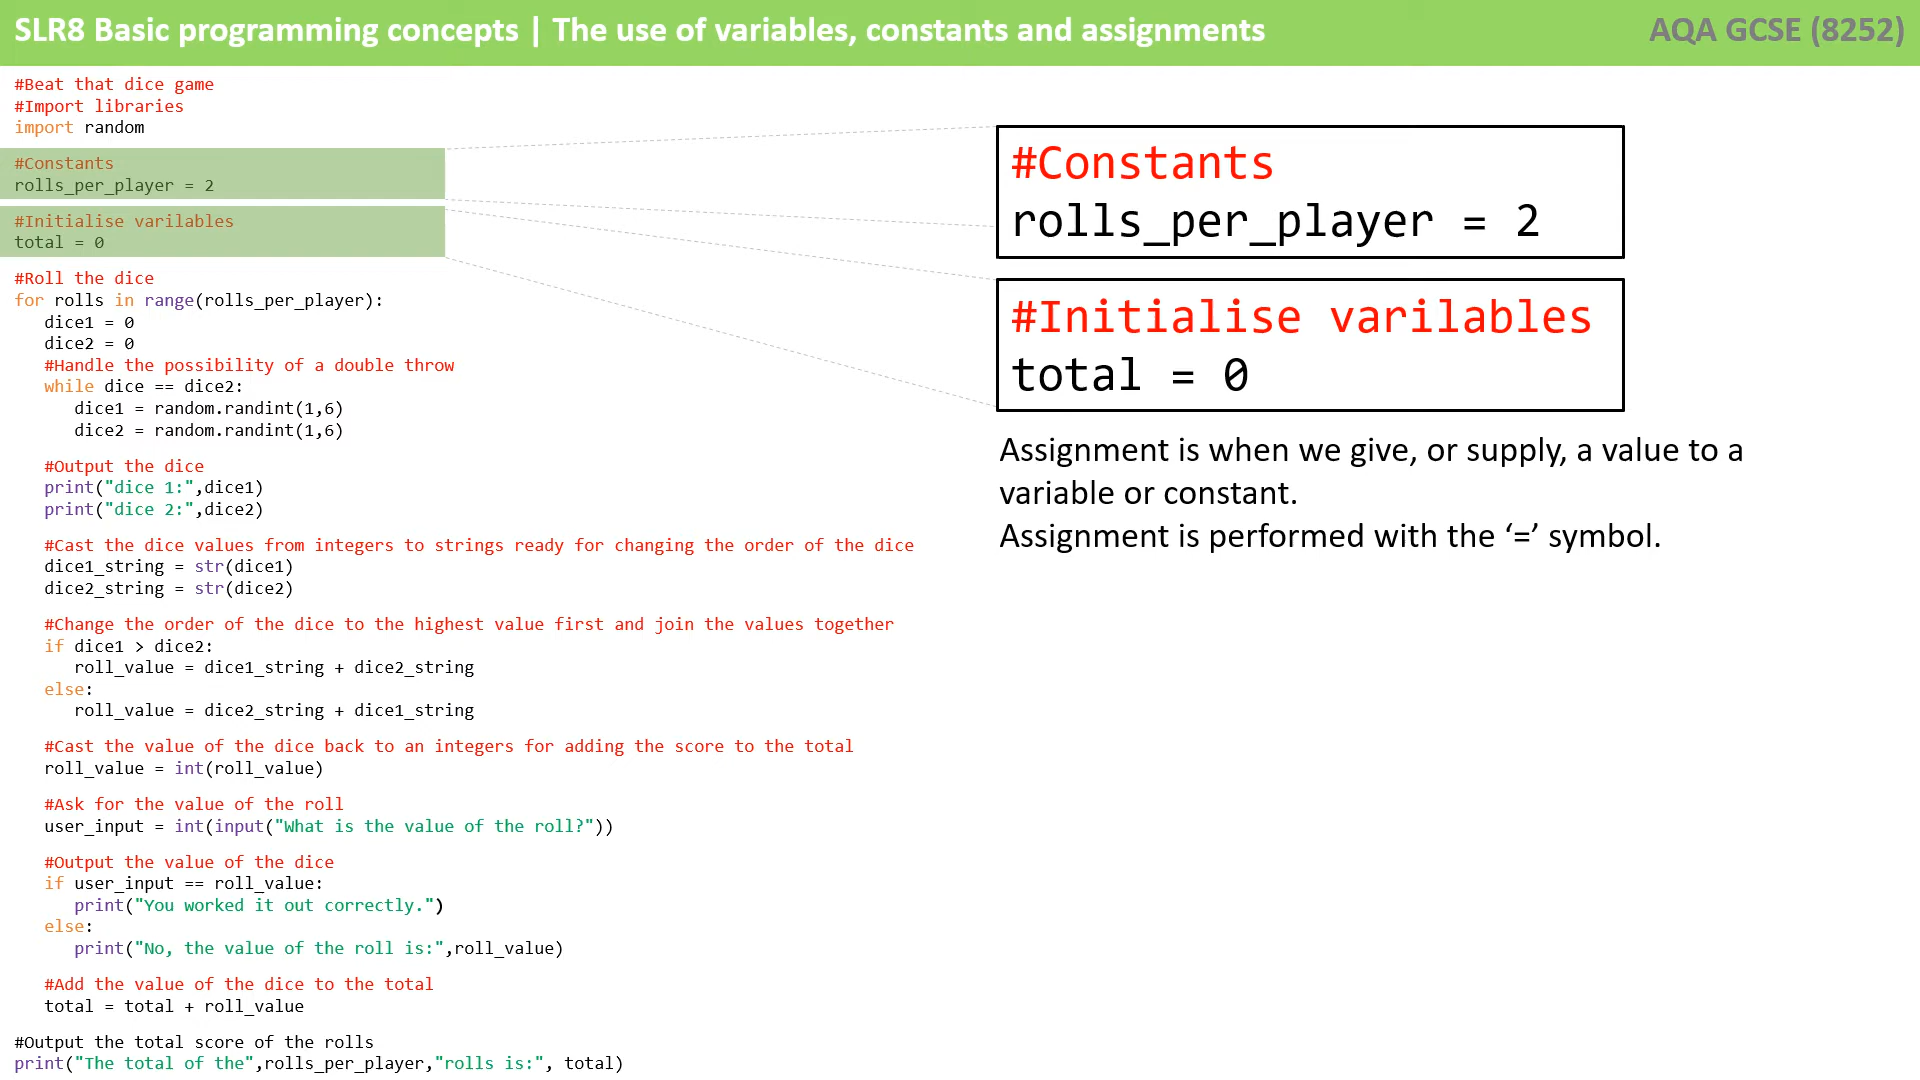 SLR8 Basic programming concepts | The use of variables, constants and assignments
AQA GCSE (8252)
#Beat that dice game
#Import libraries
import random
#Constants
rolls_per_player = 2
#Initialise varilables
total = 0
#Roll the dice
for rolls in range(rolls_per_player):
dice1 = 0
dice2 = 0
#Handle the possibility of a double throw
while dice == dice2:
dice1 = random.randint(1,6)
dice2 = random.randint(1,6)
#Output the dice
print("dice 1:",dice1)
print("dice 2:",dice2)
#Cast the dice values from integers to strings ready for changing the order of the dice
dice1_string = str(dice1)
dice2_string = str(dice2)
#Change the order of the dice to the highest value first and join the values together
if dice1 > dice2:
roll_value = dice1_string + dice2_string
else:
roll_value = dice2_string + dice1_string
#Cast the value of the dice back to an integers for adding the score to the total
roll_value = int(roll_value)
#Ask for the value of the roll
user_input = int(input("What is the value of the roll?"))
#Output the value of the dice
if user_input == roll_value:
print("You worked it out correctly.")
else:
print("No, the value of the roll is:",roll_value)
#Add the value of the dice to the total
total = total + roll_value
#Output the total score of the rolls
print("The total of the",rolls_per_player,"rolls is:", total)
#Constants
rolls_per_player = 2
#Initialise varilables
total = 0
Assignment is when we give, or supply, a value to a
variable or constant.
Assignment is performed with the ‘=’ symbol.